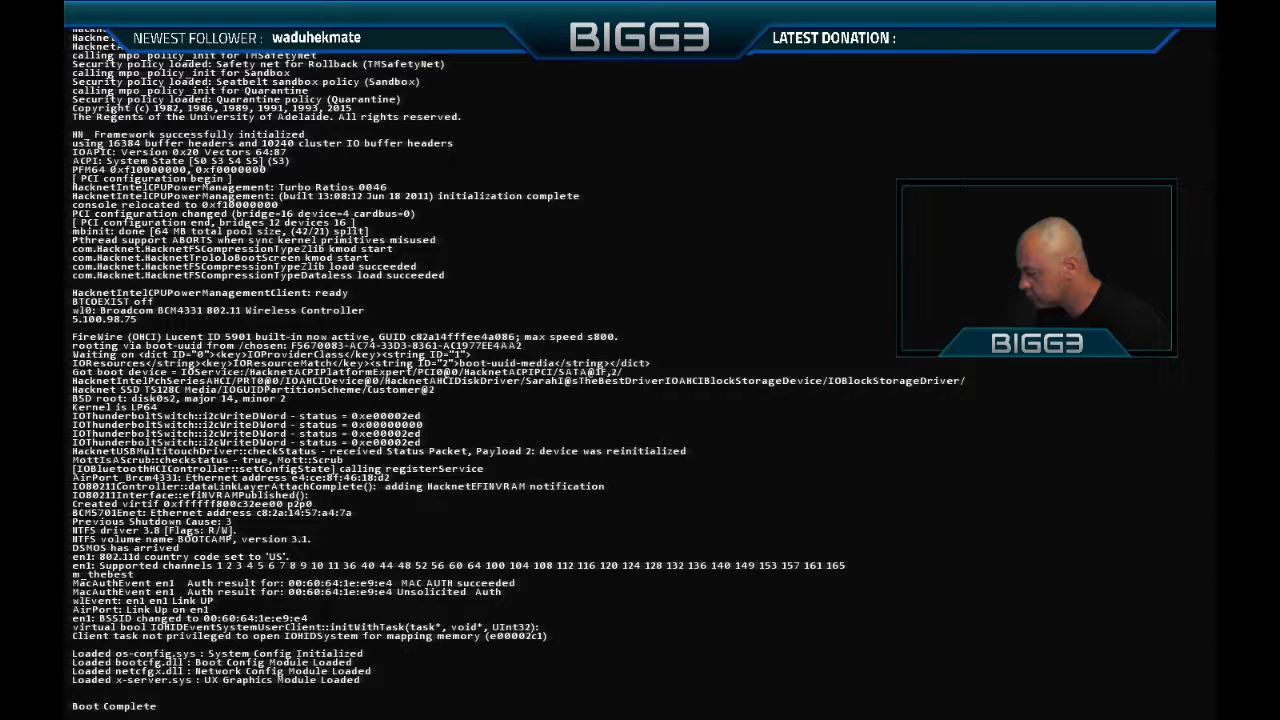 NEWEST FOLLOWER : waduhekmate
BIGG3
LATEST DONATION :
calling mpo_policy_init for TMSafetyNet
Security policy loaded: Safety net for Rollback (TMSafetyNet)
calling mpo_policy_init for Sandbox
Security policy loaded: Seatbelt sandbox policy (Sandbox)
calling mpo_policy_init for Quarantine
Security policy loaded: Quarantine policy (Quarantine)
Copyright (c) 1982, 1986, 1989, 1991, 1993, 2015
The Regents of the University of Adelaide. All rights reserved.
HN_ Framework successfully initialized
using 16384 buffer headers and 10240 cluster IO buffer headers
IOAPIC: Version 0x20 Vectors 64:87
ACPI: System State [S0 S3 S4 S5] (S3)
PFM64 0xf10000000, 0xf0000000
[ PCI configuration begin ]
HacknetIntelCPUPowerManagement: Turbo Ratios 0046
HacknetIntelCPUPowerManagement: (built 13:08:12 Jun 18 2011) initialization complete
console relocated to 0xf10000000
PCI configuration changed (bridge=16 device=4 cardbus=0)
[ PCI configuration end, bridges 12 devices 16 ]
mbinit: done [64 MB total pool size, (42/21) split]
Pthread support ABORTS when sync kernel primitives misused
com.Hacknet.HacknetFSCompressionTypeZlib kmod start
com.Hacknet.HacknetTrololoBootScreen kmod start
com.Hacknet.HacknetFSCompressionTypeZlib load succeeded
com.Hacknet.HacknetFSCompressionTypeDataless load succeeded
HacknetIntelCPUPowerManagementClient: ready
BTCOEXIST off
wl0: Broadcom BCM4331 802.11 Wireless Controller
5.100.98.75
FireWire (OHCI) Lucent ID 5901 built-in now active, GUID c82a14fffee4a086; max speed s800.
rooting via boot-uuid from /chosen: F5670083-AC74-33D3-8361-AC1977EE4AA2
Waiting on <dict ID="0"><key>IOProviderClass</key><string ID="1">
IOResources</string><key>IOResourceMatch</key><string ID="2">boot-uuid-media</string></dict>
Got boot device = IOService:/HacknetACPIPlatformExpert/PCI0@0/HacknetACPIPCI/SATA@1F,2/
HacknetIntelPchSeriesAHCI/PRT0@0/IOAHCIDevice@0/HacknetAHCIDiskDriver/SarahI@sTheBestDriverIOAHCIBlockStorageDevice/IOBlockStorageDriver/
Hacknet SSD TS128C Media/IOGUIDPartitionScheme/Customer@2
BSD root: disk0s2, major 14, minor 2
Kernel is LP64
IOThunderboltSwitch::i2cWriteDWord - status = 0xe00002ed
IOThunderboltSwitch::i2cWriteDWord - status = 0x00000000
IOThunderboltSwitch::i2cWriteDWord - status = 0xe00002ed
IOThunderboltSwitch::i2cWriteDWord - status = 0xe00002ed
HacknetUSBMultitouchDriver::checkStatus - received Status Packet, Payload 2: device was reinitialized
MottIsAScrub::checkstatus - true, Mott::Scrub
[IOBluetoothHCIController::setConfigState] calling registerService
AirPort_Brcm4331: Ethernet address e4:ce:8f:46:18:d2
IO80211Controller::dataLinkLayerAttachComplete(): adding HacknetEFINVRAM notification
IO80211Interface::efiNVRAMPublished():
Created virtif 0xffffff800c32ee00 p2p0
BCM5701Enet: Ethernet address c8:2a:14:57:a4:7a
Previous Shutdown Cause: 3
NTFS driver 3.8 [Flags: R/W].
NTFS volume name BOOTCAMP, version 3.1.
DSMOS has arrived
en1: 802.11d country code set to 'US'.
en1: Supported channels 1 2 3 4 5 6 7 8 9 10 11 36 40 44 48 52 56 60 64 100 104 108 112 116 120 124 128 132 136 140 149 153 157 161 165
m_thebest
MacAuthEvent en1 Auth result for: 00:60:64:1e:e9:e4 MAC AUTH succeeded
MacAuthEvent en1 Auth result for: 00:60:64:1e:e9:e4 Unsolicited Auth
wlEvent: en1 en1 Link UP
AirPort: Link Up on en1
en1: BSSID changed to 00:60:64:1e:e9:e4
virtual bool IOHIDEventSystemUserClient::initWithTask(task*, void*, UInt32):
Client task not privileged to open IOHIDSystem for mapping memory (e00002c1)
Loaded os-config.sys : System Config Initialized
Loaded bootcfg.dll : Boot Config Module Loaded
Loaded netcfgx.dll : Network Config Module Loaded
Loaded x-server.sys : UX Graphics Module Loaded
Boot Complete
BIGG3